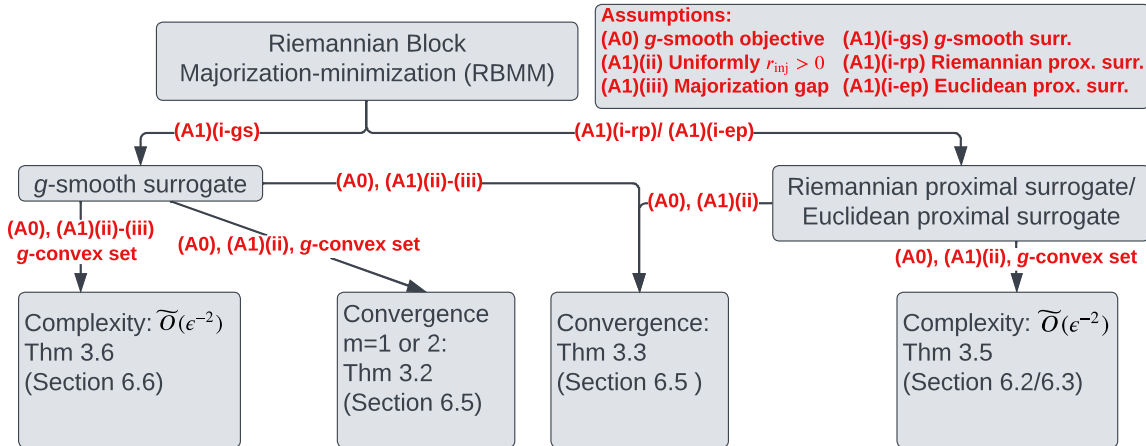 Riemannian Block
Majorization-minimization (RBMM)
Assumptions:
(A0) g-smooth objective (A1)(i-gs) g-smooth surr.
(A1)(ii) Uniformly r_inj > 0 (A1)(i-rp) Riemannian prox. surr.
(A1)(iii) Majorization gap (A1)(i-ep) Euclidean prox. surr.
(A1)(i-gs)
(A1)(i-rp)/ (A1)(i-ep)
g-smooth surrogate
(A0), (A1)(ii)-(iii)
(A0), (A1)(ii)
Riemannian proximal surrogate/
Euclidean proximal surrogate
(A0), (A1)(ii)-(iii)
g-convex set
(A0), (A1)(ii), g-convex set
(A0), (A1)(ii), g-convex set
Complexity: Õ(ϵ⁻²)
Thm 3.6
(Section 6.6)
Convergence
m=1 or 2:
Thm 3.2
(Section 6.5)
Convergence:
Thm 3.3
(Section 6.5 )
Complexity: Õ(ϵ⁻²)
Thm 3.5
(Section 6.2/6.3)